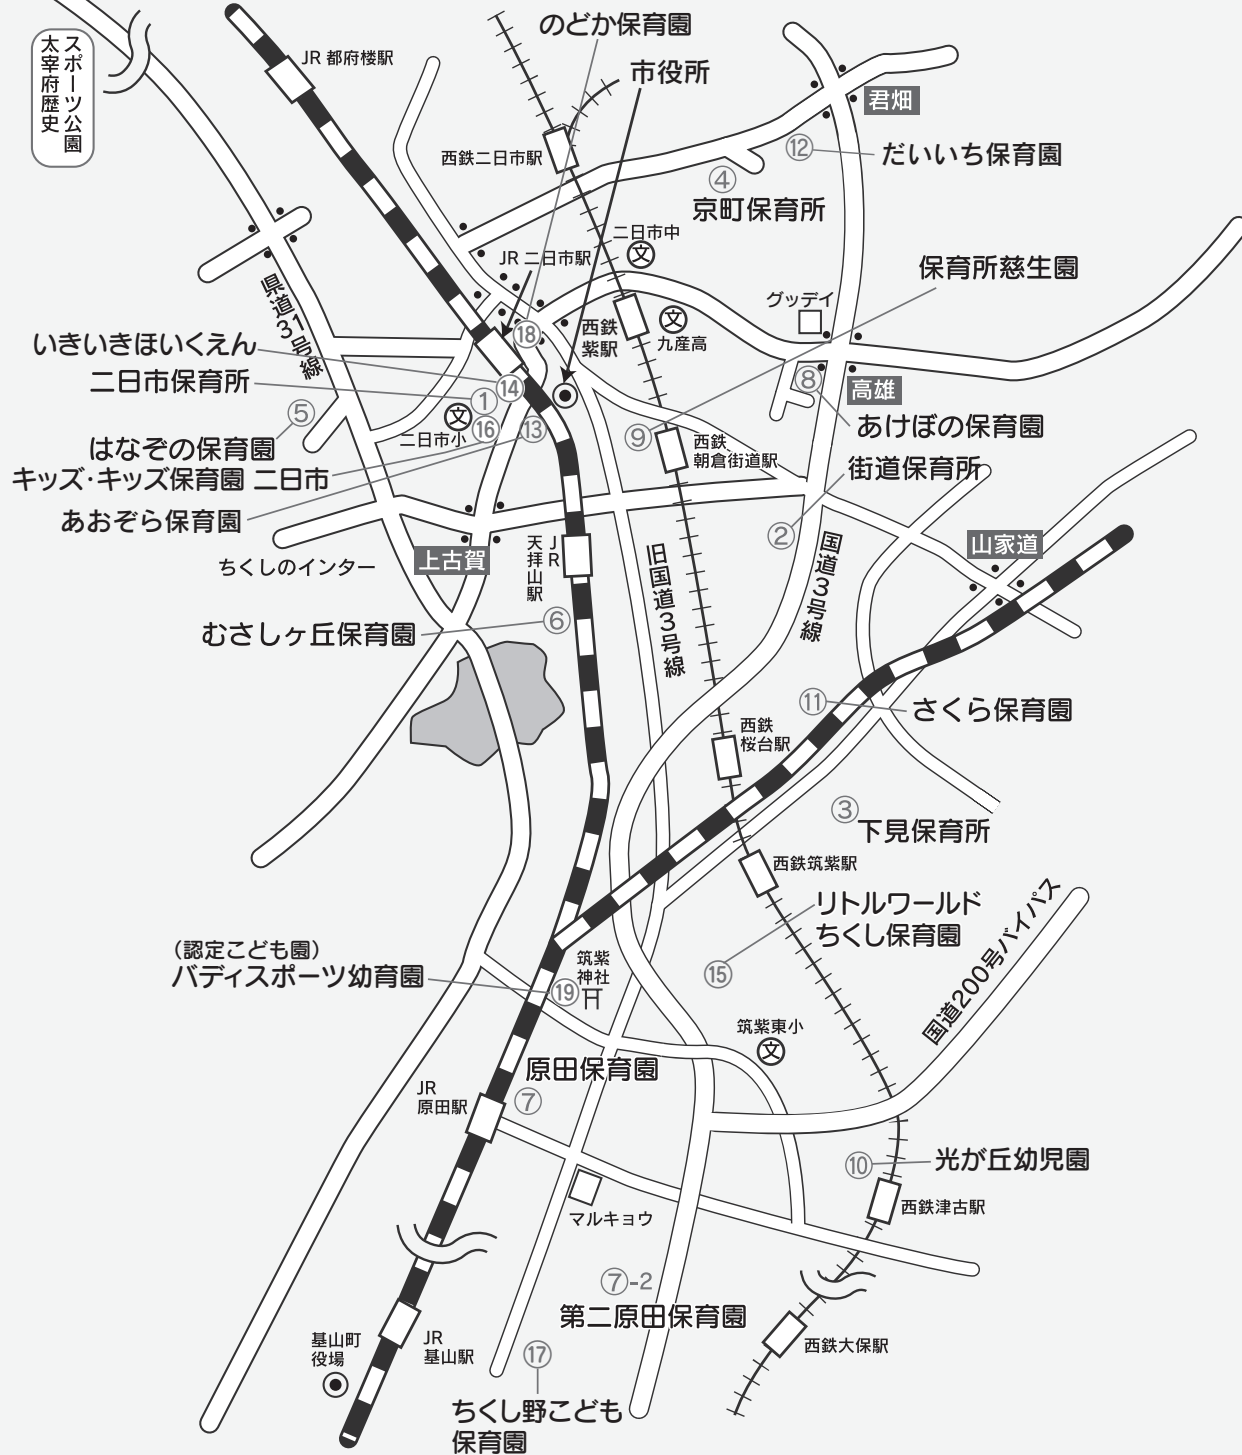 のどか保育園
市役所
スポーツ公園
太宰府歴史
JR 都府楼駅
君畑
西鉄二日市駅
⑫
だいいち保育園
④
京町保育所
二日市中
文
JR 二日市駅
保育所慈生園
グッデイ
県道31号線
西鉄
紫駅
文
九産高
⑱
いきいきほいくえん
二日市保育所
⑭
①
⑧
高雄
⑤
文
二日市小
⑯
⑬
⑨
西鉄
朝倉街道駅
あけぼの保育園
はなぞの保育園
キッズ・キッズ保育園 二日市
街道保育所
あおぞら保育園
②
上古賀
ちくしのインター
JR
天拝山駅
旧国道3号線
国道3号線
山家道
⑥
むさしヶ丘保育園
⑪
さくら保育園
西鉄
桜台駅
③
下見保育所
西鉄筑紫駅
リトルワールド
ちくし保育園
国道200号バイパス
(認定こども園)
バディスポーツ幼育園
筑紫
神社
⑲
⑮
筑紫東小
文
原田保育園
JR
原田駅
⑦
⑩
光が丘幼児園
マルキョウ
西鉄津古駅
⑦-2
第二原田保育園
基山町
役場
JR
基山駅
⑰
西鉄大保駅
ちくし野こども
保育園